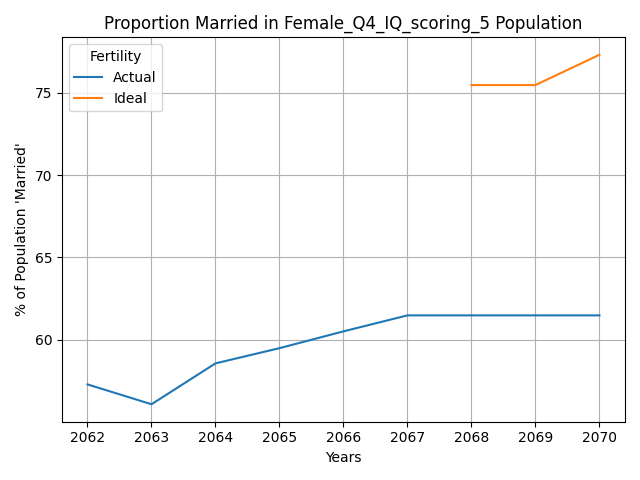 Proportion Married in Female_Q4_IQ_scoring_5 Population
Fertility
Actual
Ideal
% of Population 'Married'
75
70
65
60
2062 2063 2064 2065 2066 2067 2068 2069 2070
Years